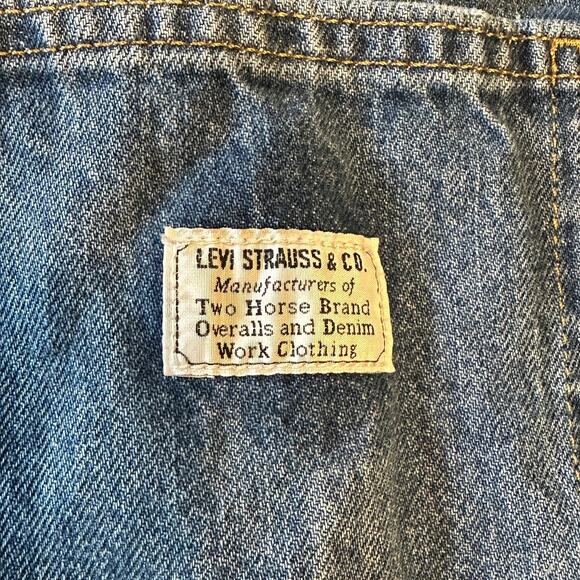 LEVI STRAUSS & CO.
Manufacturers of
Two Horse Brand
Overalls and Denim
Work Clothing